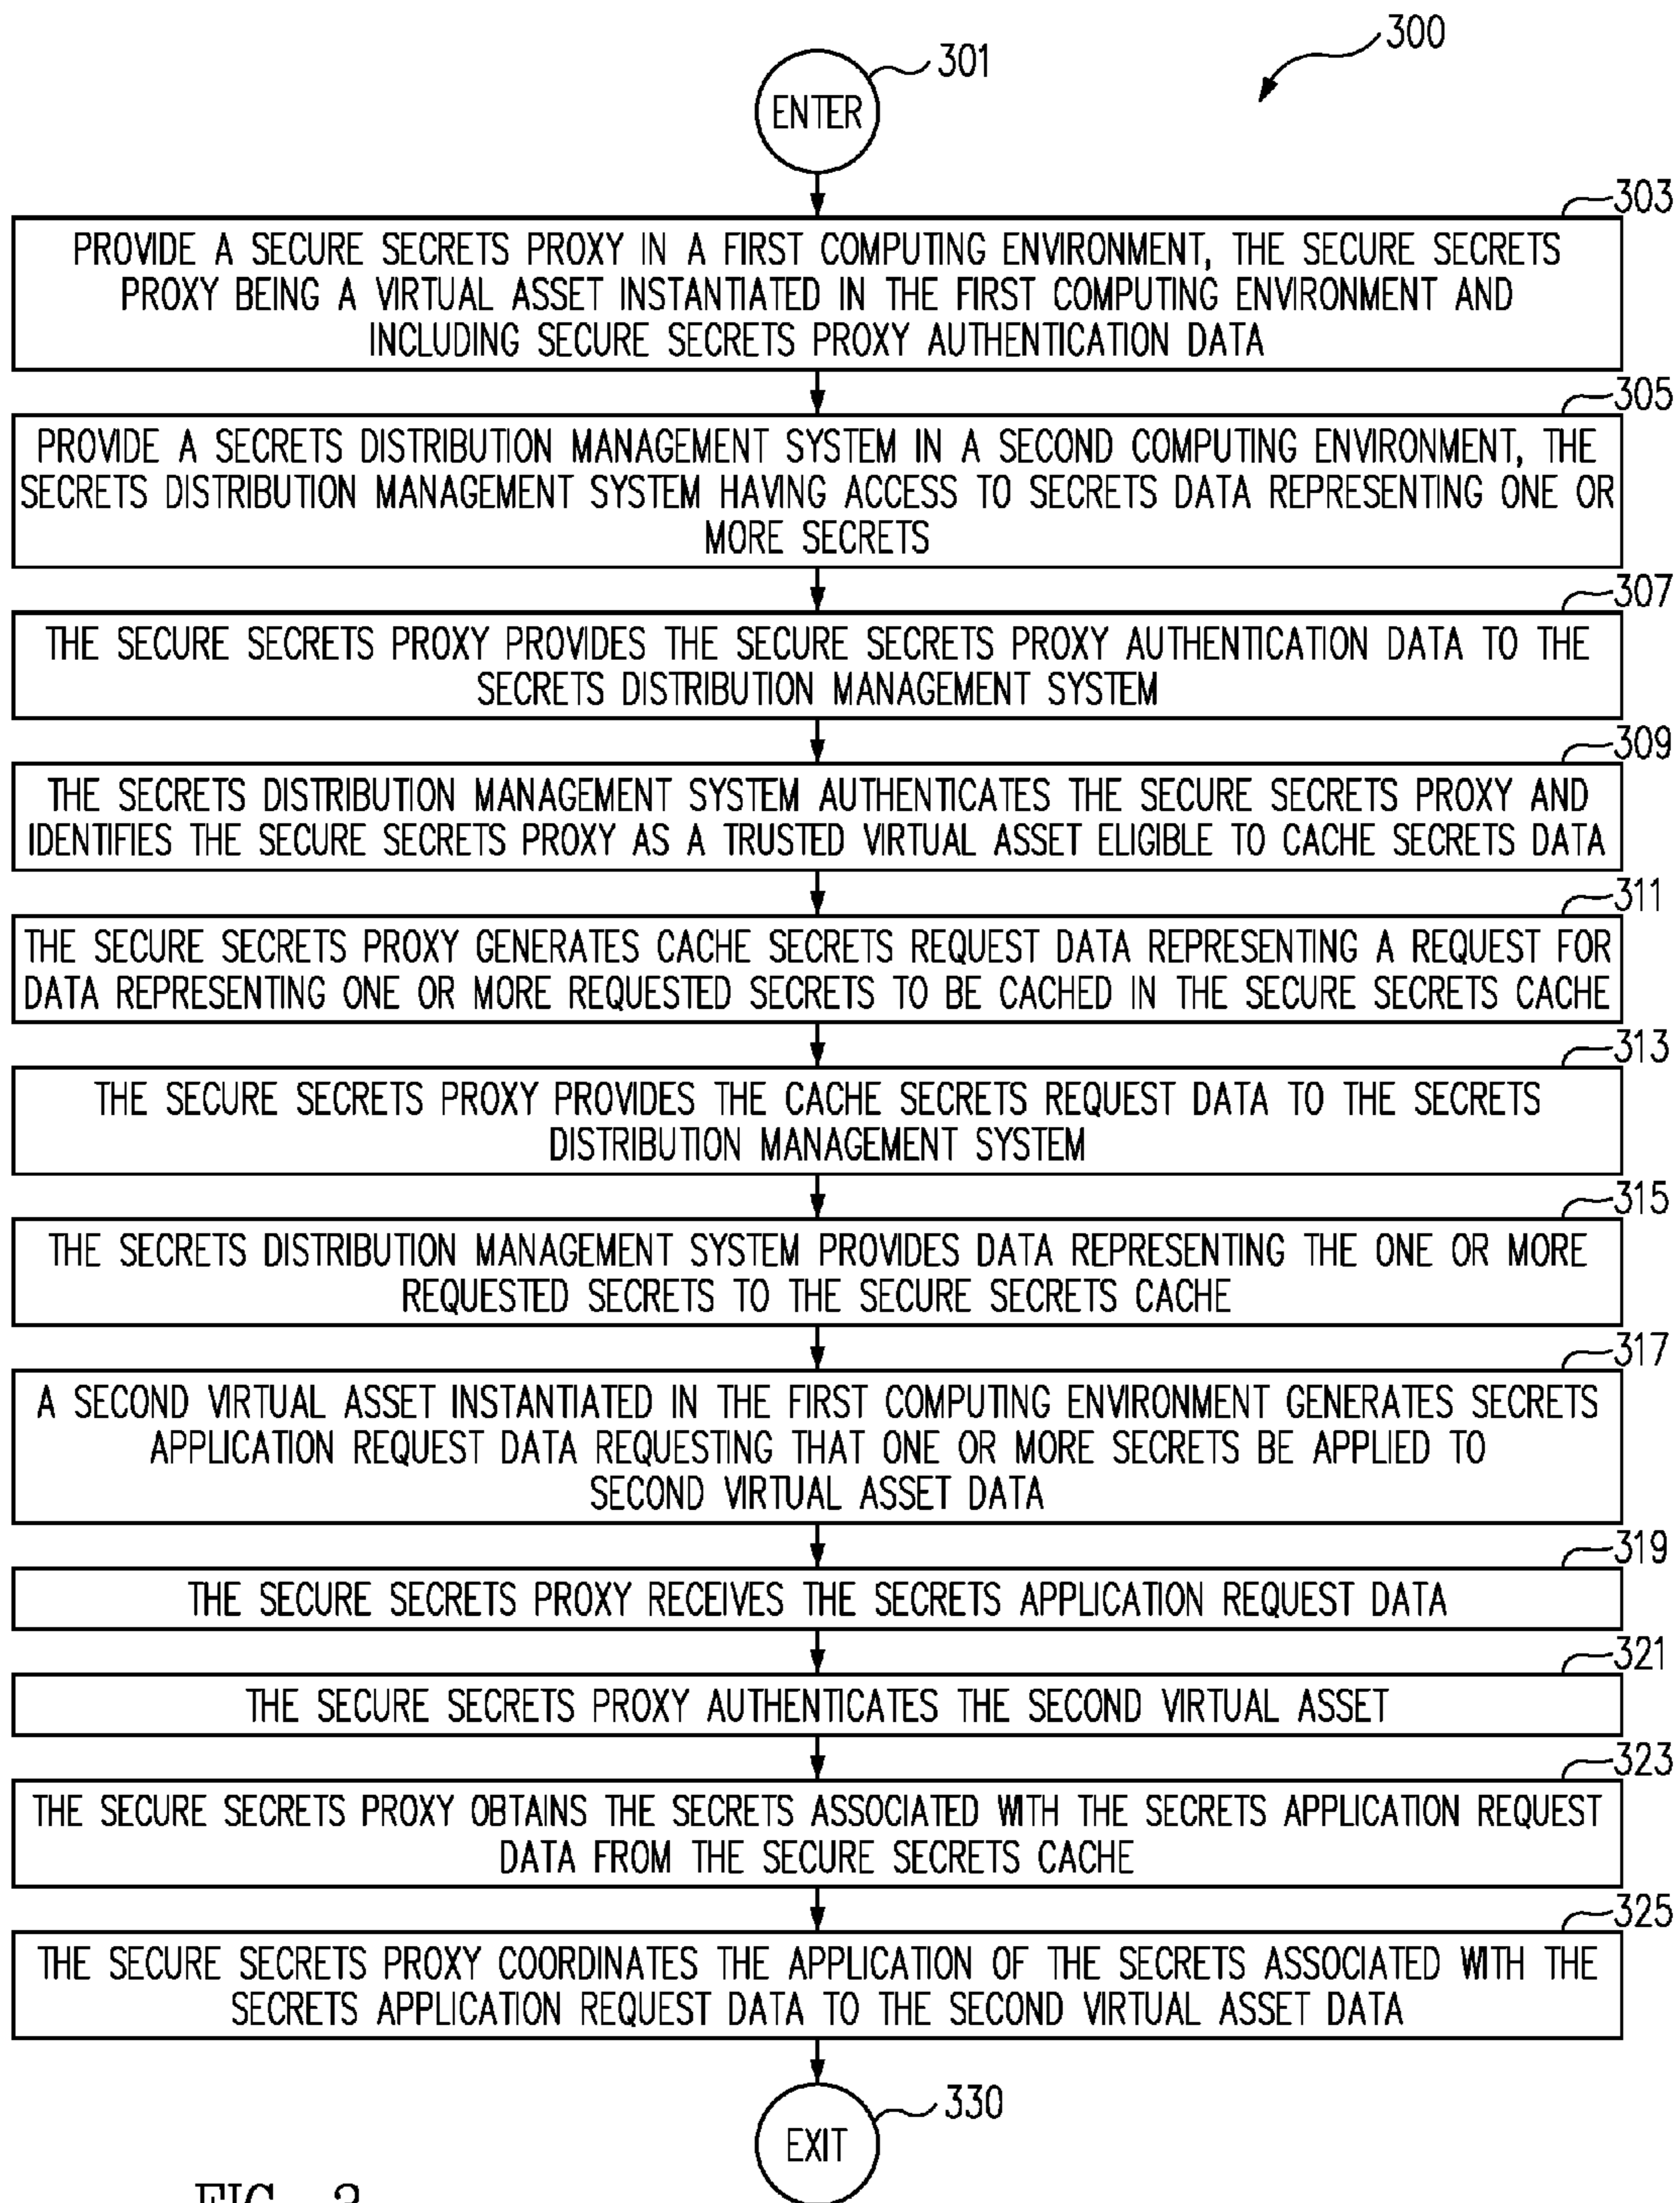 300
301
ENTER
303
PROVIDE A SECURE SECRETS PROXY IN A FIRST COMPUTING ENVIRONMENT, THE SECURE SECRETS
PROXY BEING A VIRTUAL ASSET INSTANTIATED IN THE FIRST COMPUTING ENVIRONMENT AND
INCLUDING SECURE SECRETS PROXY AUTHENTICATION DATA
305
PROVIDE A SECRETS DISTRIBUTION MANAGEMENT SYSTEM IN A SECOND COMPUTING ENVIRONMENT, THE
SECRETS DISTRIBUTION MANAGEMENT SYSTEM HAVING ACCESS TO SECRETS DATA REPRESENTING ONE OR
MORE SECRETS
307
THE SECURE SECRETS PROXY PROVIDES THE SECURE SECRETS PROXY AUTHENTICATION DATA TO THE
SECRETS DISTRIBUTION MANAGEMENT SYSTEM
309
THE SECRETS DISTRIBUTION MANAGEMENT SYSTEM AUTHENTICATES THE SECURE SECRETS PROXY AND
IDENTIFIES THE SECURE SECRETS PROXY AS A TRUSTED VIRTUAL ASSET ELIGIBLE TO CACHE SECRETS DATA
311
THE SECURE SECRETS PROXY GENERATES CACHE SECRETS REQUEST DATA REPRESENTING A REQUEST FOR
DATA REPRESENTING ONE OR MORE REQUESTED SECRETS TO BE CACHED IN THE SECURE SECRETS CACHE
313
THE SECURE SECRETS PROXY PROVIDES THE CACHE SECRETS REQUEST DATA TO THE SECRETS
DISTRIBUTION MANAGEMENT SYSTEM
315
THE SECRETS DISTRIBUTION MANAGEMENT SYSTEM PROVIDES DATA REPRESENTING THE ONE OR MORE
REQUESTED SECRETS TO THE SECURE SECRETS CACHE
317
A SECOND VIRTUAL ASSET INSTANTIATED IN THE FIRST COMPUTING ENVIRONMENT GENERATES SECRETS
APPLICATION REQUEST DATA REQUESTING THAT ONE OR MORE SECRETS BE APPLIED TO
SECOND VIRTUAL ASSET DATA
319
THE SECURE SECRETS PROXY RECEIVES THE SECRETS APPLICATION REQUEST DATA
321
THE SECURE SECRETS PROXY AUTHENTICATES THE SECOND VIRTUAL ASSET
323
THE SECURE SECRETS PROXY OBTAINS THE SECRETS ASSOCIATED WITH THE SECRETS APPLICATION REQUEST
DATA FROM THE SECURE SECRETS CACHE
325
THE SECURE SECRETS PROXY COORDINATES THE APPLICATION OF THE SECRETS ASSOCIATED WITH THE
SECRETS APPLICATION REQUEST DATA TO THE SECOND VIRTUAL ASSET DATA
330
EXIT